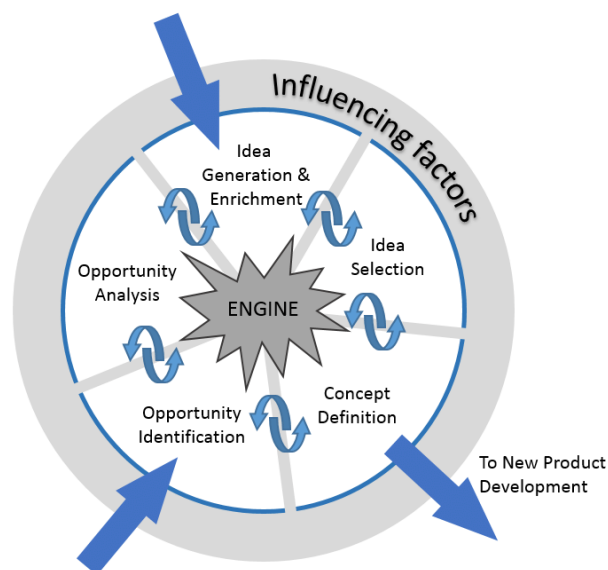 Influencing factors
Idea
Generation &
Enrichment
Idea
Selection
Opportunity
Analysis
ENGINE
Concept
Definition
Opportunity
Identification
To New Product
Development